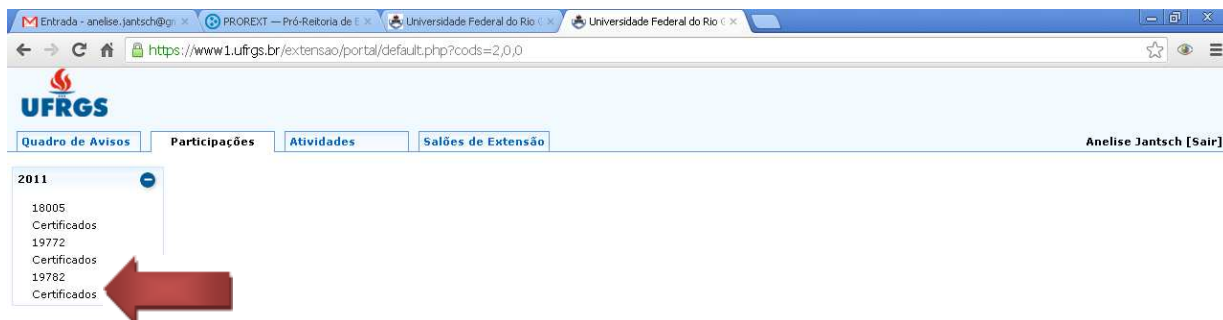 Entrada - anelise.jantsch@g
PROREXT — Pró-Reitoria de E
Universidade Federal do Rio G
Universidade Federal do Rio G
https://www1.ufrgs.br/extensao/portal/default.php?cods=2,0,0
UFRGS
Quadro de Avisos Participações Atividades Salões de Extensão Anelise Jantsch [Sair]
2011
18005
Certificados
19772
Certificados
19782
Certificados